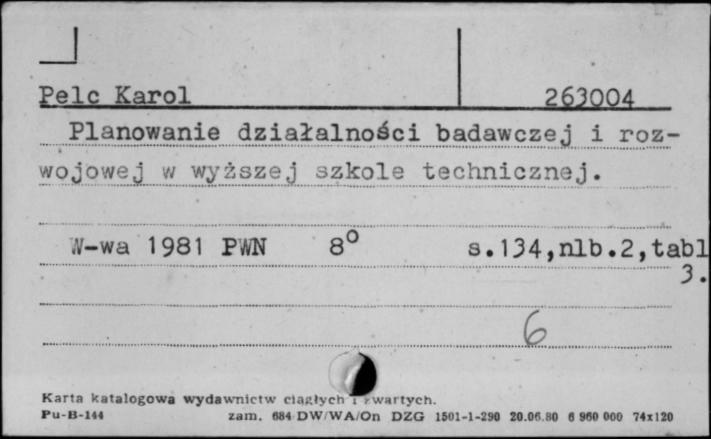 Pelc Karol 263004
Planowanie działalności badawczej i roz-
wojowej w wyższej szkole technicznej.
W-wa 1981 PWN 8° s.134,nlb.2,tabl
3.
6
Karta katalogowa wydawnictw ciągłych i zwartych.
Pu-B-144 zam. 684 DW/WA/On DZG 1501-1-290 20.06.80 6 960 000 74x120